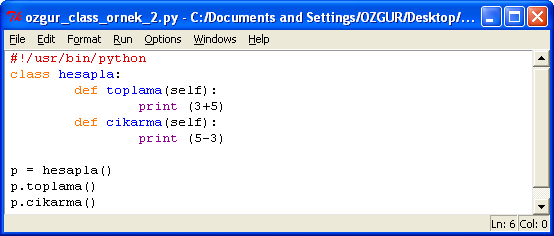 ozgur_class_ornek_2.py - C:/Documents and Settings/OZGUR/Desktop/...
File Edit Format Run Options Windows Help
#!/usr/bin/python
class hesapla:
        def toplama(self):
                print (3+5)
        def cikarma(self):
                print (5-3)

p = hesapla()
p.toplama()
p.cikarma()
Ln: 6 Col: 0